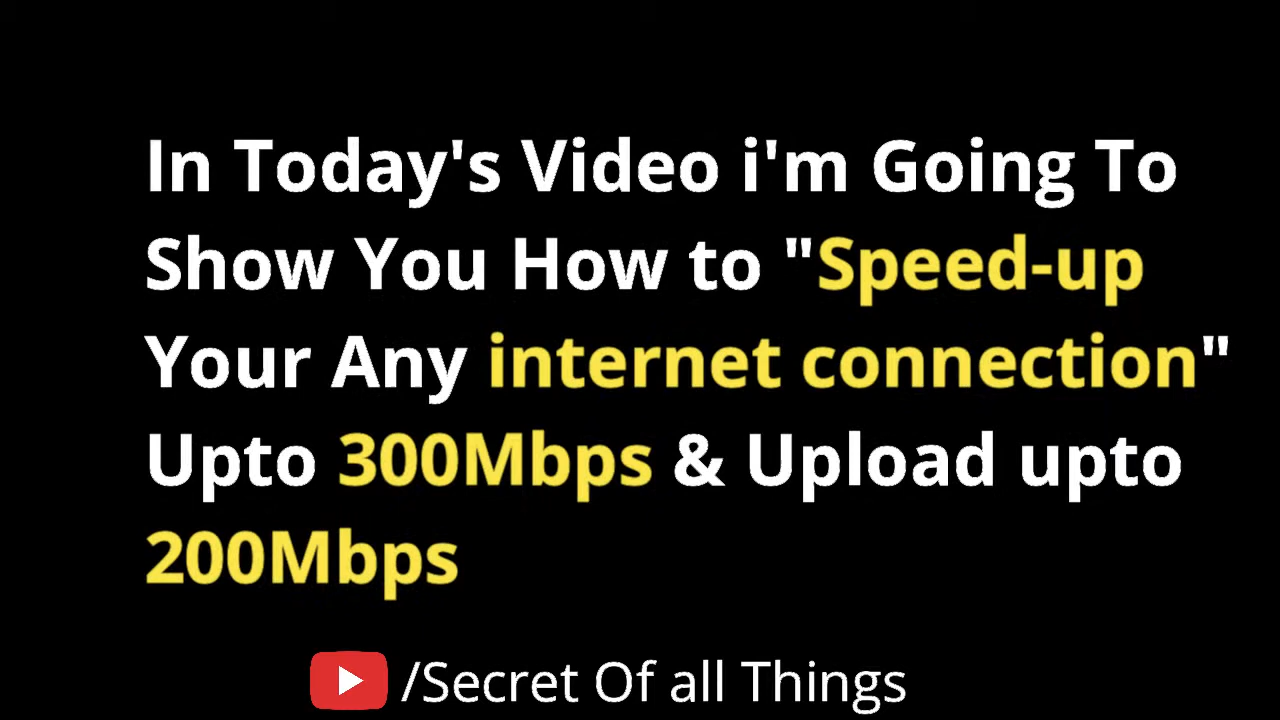 In Today's Video i'm Going To
Show You How to "Speed-up
Your Any internet connection"
Upto 300Mbps & Upload upto
200Mbps
/Secret Of all Things